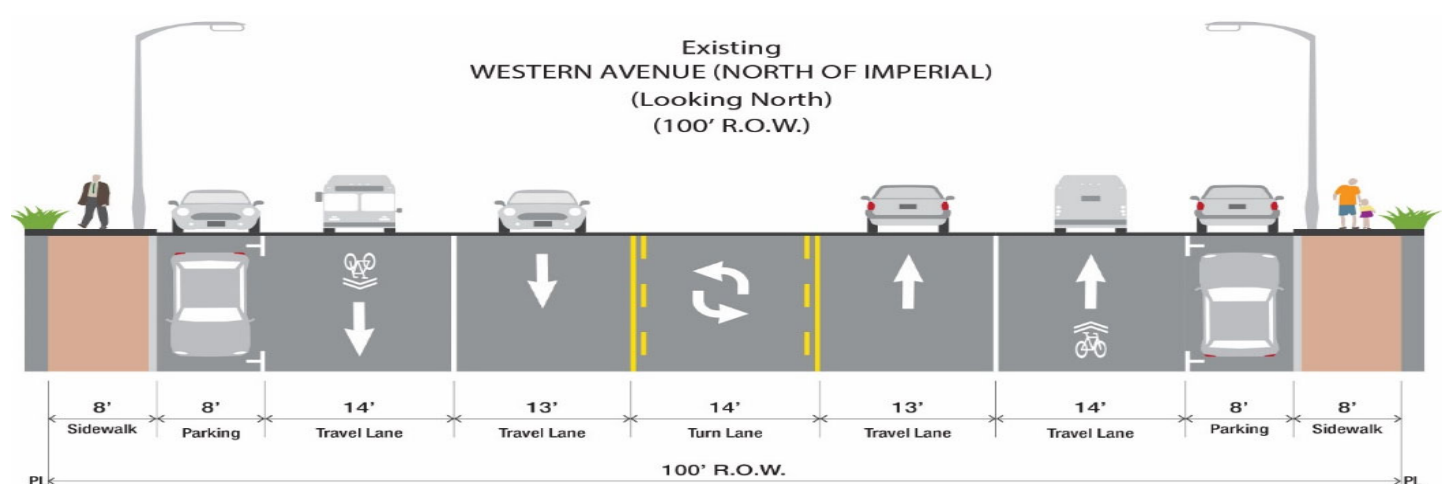 Existing
WESTERN AVENUE (NORTH OF IMPERIAL)
(Looking North)
(100' R.O.W.)
8' 8' 14' 13' 14' 13' 14' 8' 8'
Sidewalk Parking Travel Lane Travel Lane Turn Lane Travel Lane Travel Lane Parking Sidewalk
100' R.O.W.
PL PL